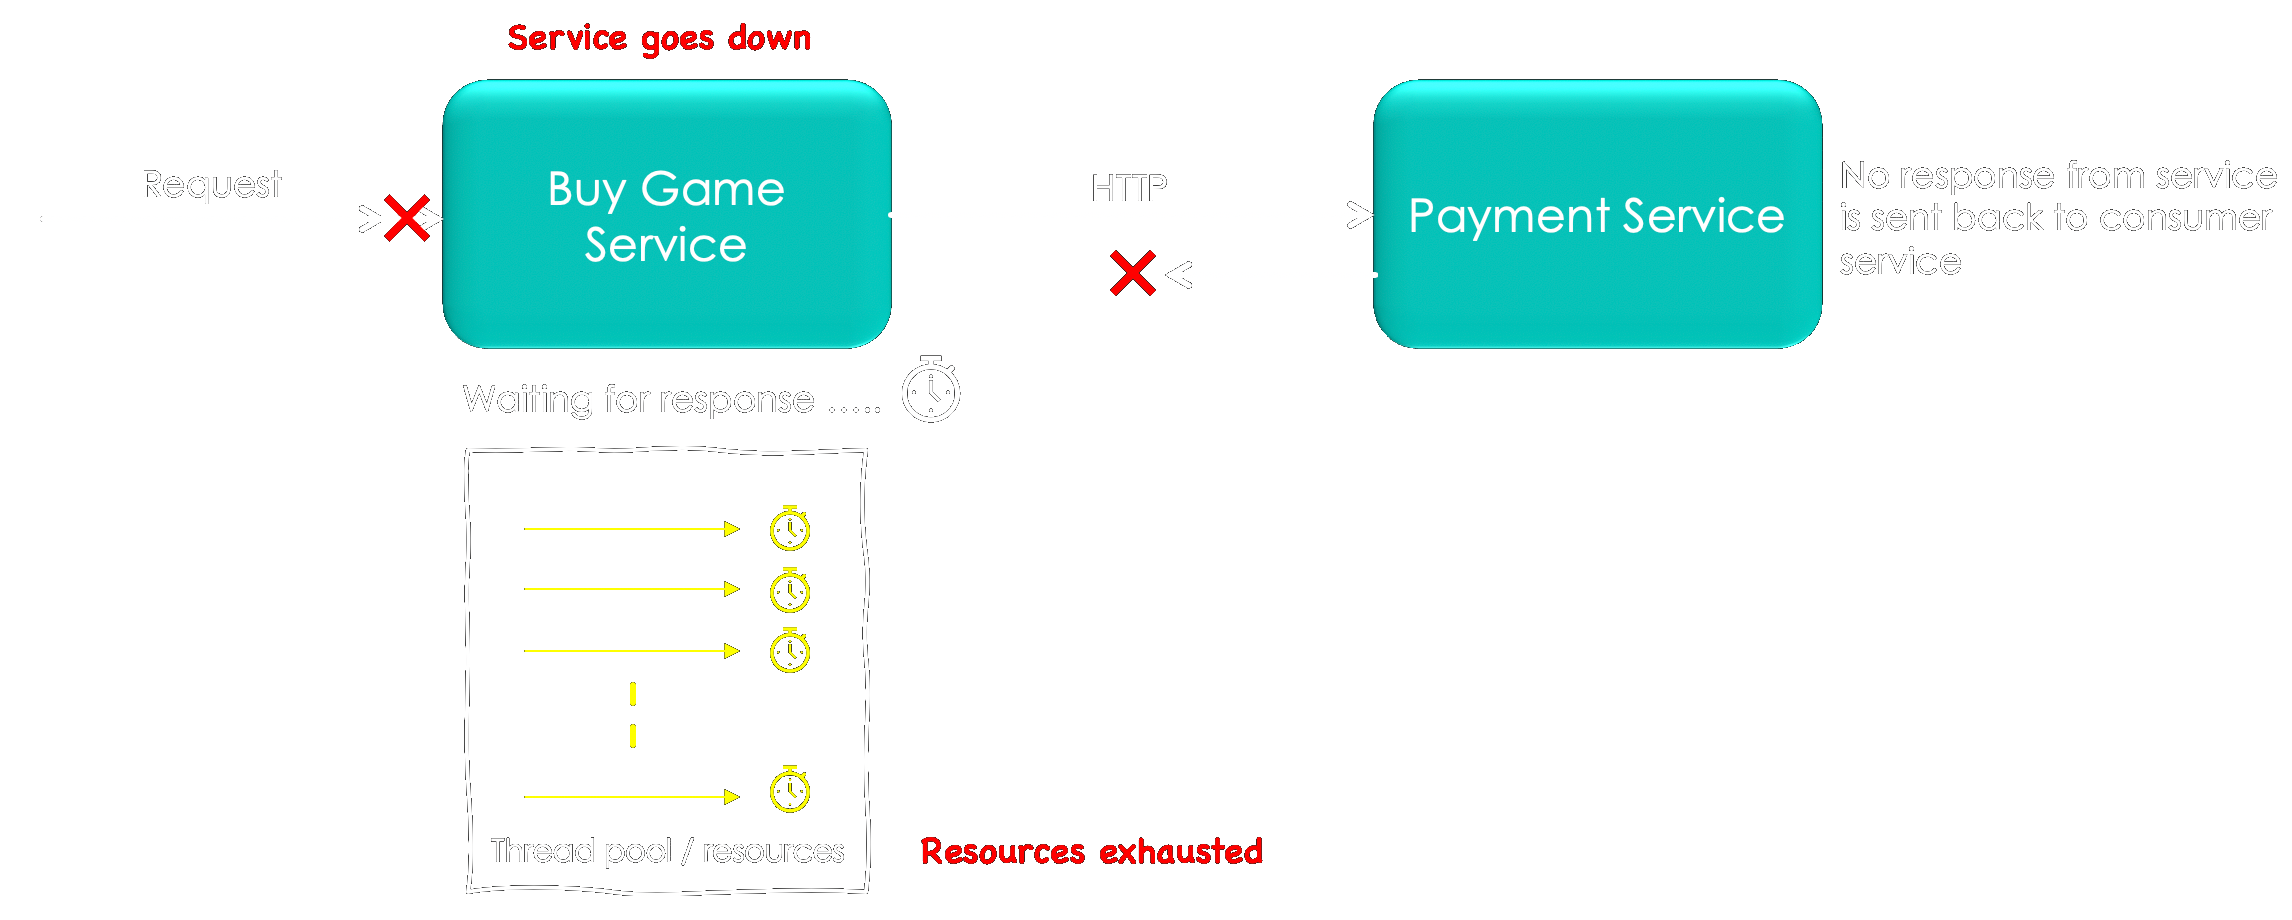 Service goes down
Request
Buy Game
Service
HTTP
Payment Service
No response from service
is sent back to consumer
service
Waiting for response .....
Thread pool / resources
Resources exhausted